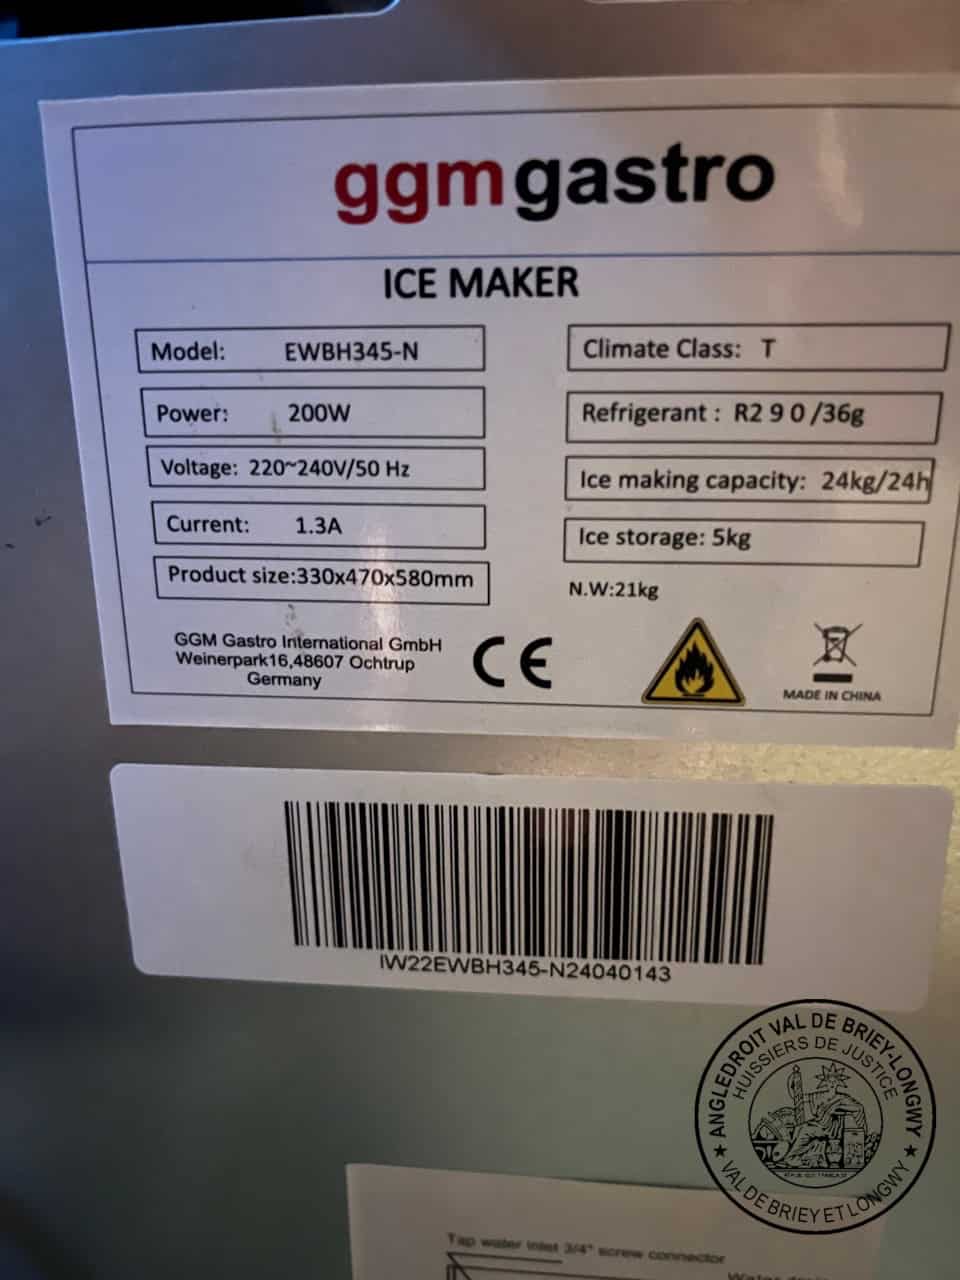 ggmgastro
ICE MAKER
Model: EWBH345-N
Climate Class: T
Power: 200W
Refrigerant : R2 9 0 /36g
Voltage: 220~240V/50 Hz
Ice making capacity: 24kg/24h
Current: 1.3A
Ice storage: 5kg
Product size:330x470x580mm
N.W:21kg
GGM Gastro International GmbH
Weinerpark16,48607 Ochtrup
Germany
CE
MADE IN CHINA
IW22EWBH345-N24040143
ANGLEDROIT VAL DE BRIEY-LONGWY
HUISSIERS DE JUSTICE
VAL DE BRIEY ET LONGWY
Tap water inlet 3/4" screw connector